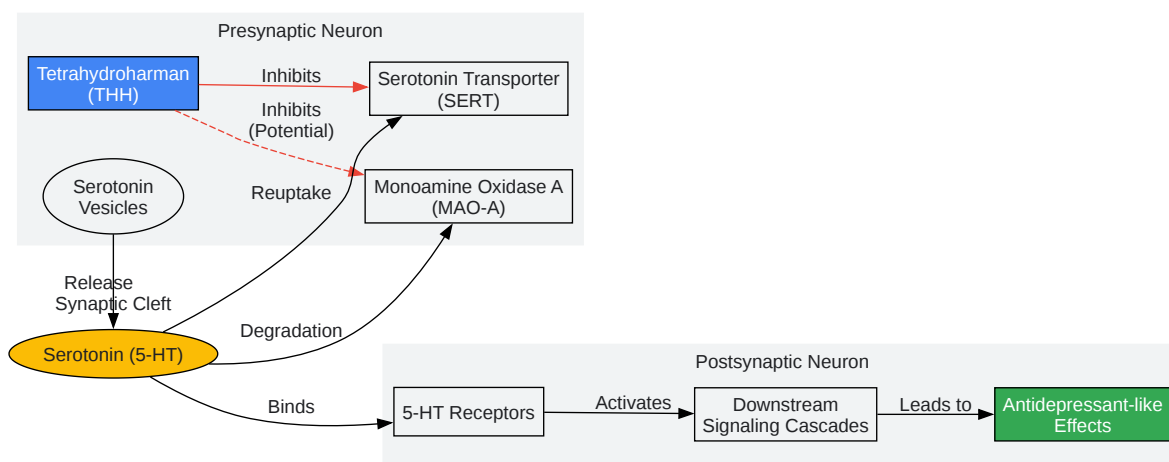 Presynaptic Neuron
Tetrahydroharman
(THH)
Inhibits
Serotonin Transporter
(SERT)
Inhibits
(Potential)
Serotonin
Vesicles
Reuptake
Monoamine Oxidase A
(MAO-A)
Release
Synaptic Cleft
Serotonin (5-HT)
Degradation
Binds
Postsynaptic Neuron
5-HT Receptors
Activates
Downstream
Signaling Cascades
Leads to
Antidepressant-like
Effects